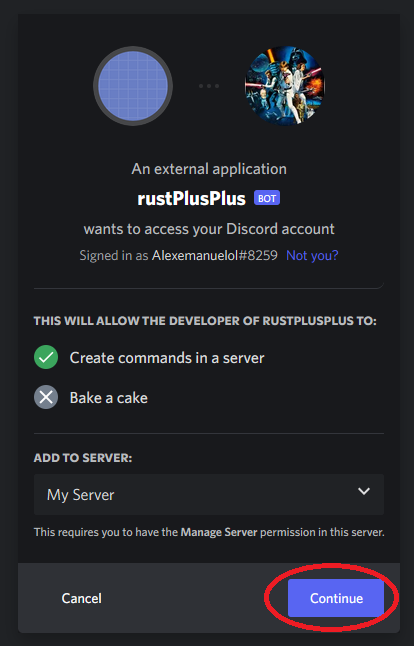 An external application
rustPlusPlus BOT
wants to access your Discord account
Signed in as Alexemanuelol#8259 Not you?
THIS WILL ALLOW THE DEVELOPER OF RUSTPLUSPLUS TO:
Create commands in a server
Bake a cake
ADD TO SERVER:
My Server
This requires you to have the Manage Server permission in this server.
Cancel Continue